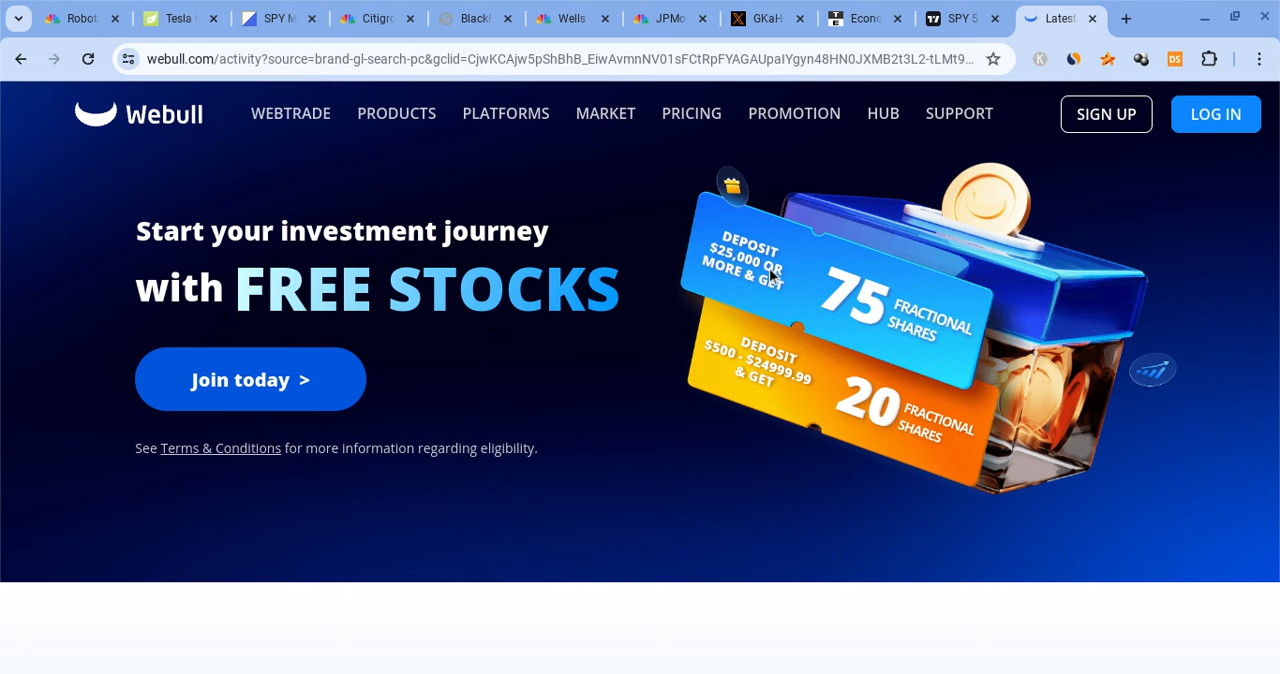 Robot
Tesla
SPY M
Citigro
BlackR
Wells
JPMo
GKaH
Econo
SPY 5
Latest
webull.com/activity?source=brand-gl-search-pc&gclid=CjwKCAjw5pShBhB_EiwAvmnNV01sFCtRpFYAGAUpaIYgyn48HN0JXMB2t3L2-tLMt9...
Webull
WEBTRADE PRODUCTS PLATFORMS MARKET PRICING PROMOTION HUB SUPPORT
SIGN UP
LOG IN
Start your investment journey
with FREE STOCKS
Join today >
See Terms & Conditions for more information regarding eligibility.
DEPOSIT
$25,000 OR
MORE & GET
75 FRACTIONAL
SHARES
DEPOSIT
$500 - $24999.99
& GET
20 FRACTIONAL
SHARES